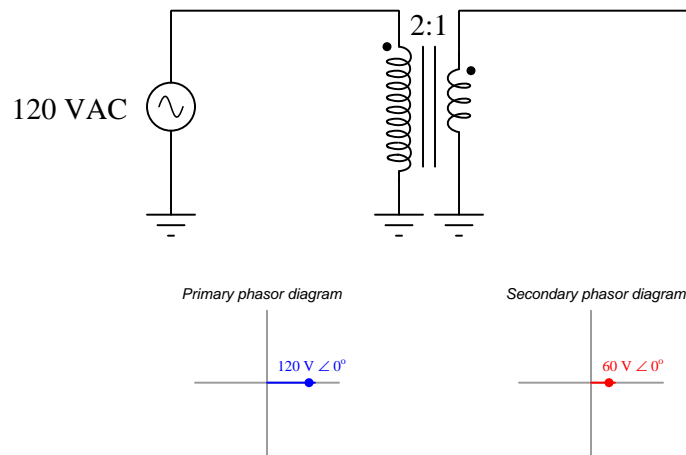 2:1
120 VAC
Primary phasor diagram
Secondary phasor diagram
120 V ∠ 0°
60 V ∠ 0°